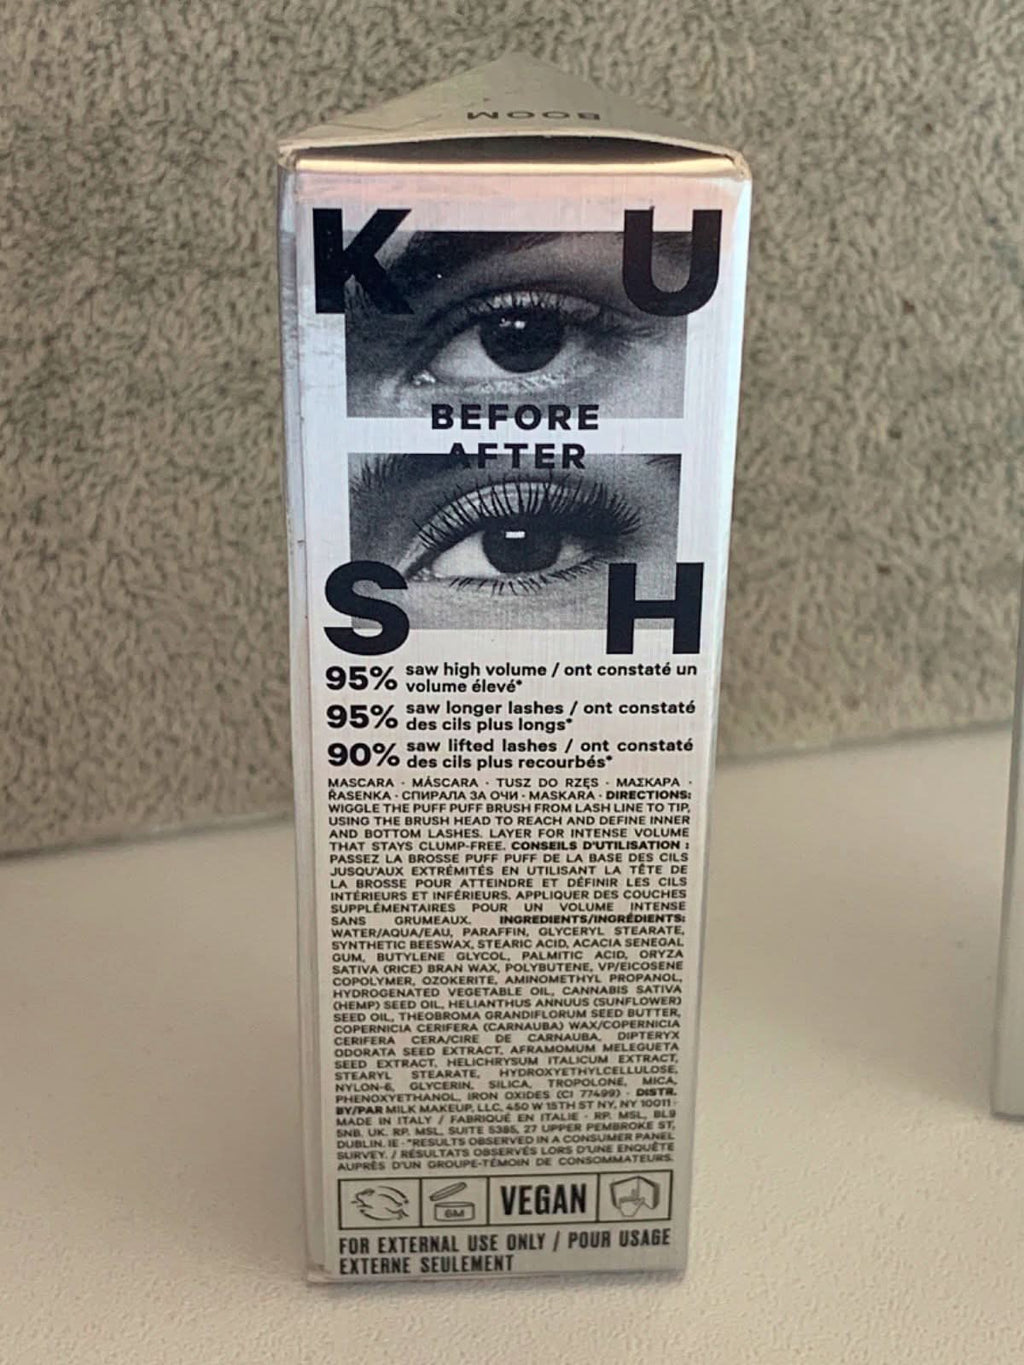 BOOM
K U
BEFORE
AFTER
S H
95% saw high volume / ont constaté un
volume élevé*
95% saw longer lashes / ont constaté
des cils plus longs*
90% saw lifted lashes / ont constaté
des cils plus recourbés*
MASCARA · MÁSCARA · TUSZ DO RZĘS · ΜΑΣΚΑΡΑ ·
ŘASENKA · СПИРАЛА ЗА ОЧИ · MASKARA · DIRECTIONS:
WIGGLE THE PUFF PUFF BRUSH FROM LASH LINE TO TIP,
USING THE BRUSH HEAD TO REACH AND DEFINE INNER
AND BOTTOM LASHES. LAYER FOR INTENSE VOLUME
THAT STAYS CLUMP-FREE. CONSEILS D'UTILISATION :
PASSEZ LA BROSSE PUFF PUFF DE LA BASE DES CILS
JUSQU'AUX EXTRÉMITÉS EN UTILISANT LA TÊTE DE
LA BROSSE POUR ATTEINDRE ET DÉFINIR LES CILS
INTÉRIEURS ET INFÉRIEURS. APPLIQUER DES COUCHES
SUPPLÉMENTAIRES POUR UN VOLUME INTENSE
SANS GRUMEAUX. INGREDIENTS/INGRÉDIENTS:
WATER/AQUA/EAU, PARAFFIN, GLYCERYL STEARATE,
SYNTHETIC BEESWAX, STEARIC ACID, ACACIA SENEGAL
GUM, BUTYLENE GLYCOL, PALMITIC ACID, ORYZA
SATIVA (RICE) BRAN WAX, POLYBUTENE, VP/EICOSENE
COPOLYMER, OZOKERITE, AMINOMETHYL PROPANOL,
HYDROGENATED VEGETABLE OIL, CANNABIS SATIVA
(HEMP) SEED OIL, HELIANTHUS ANNUUS (SUNFLOWER)
SEED OIL, THEOBROMA GRANDIFLORUM SEED BUTTER,
COPERNICIA CERIFERA (CARNAUBA) WAX/COPERNICIA
CERIFERA CERA/CIRE DE CARNAUBA, DIPTERYX
ODORATA SEED EXTRACT, AFRAMOMUM MELEGUETA
SEED EXTRACT, HELICHRYSUM ITALICUM EXTRACT,
STEARYL STEARATE, HYDROXYETHYLCELLULOSE,
NYLON-6, GLYCERIN, SILICA, TROPOLONE, MICA,
PHENOXYETHANOL, IRON OXIDES (CI 77499) · DISTR.
BY/PAR MILK MAKEUP, LLC, 450 W 15TH ST NY, NY 10011 ·
MADE IN ITALY / FABRIQUÉ EN ITALIE · RP. MSL, BL9
5NB, UK. RP. MSL, SUITE 5385, 27 UPPER PEMBROKE ST,
DUBLIN, IE · *RESULTS OBSERVED IN A CONSUMER PANEL
SURVEY. / RÉSULTATS OBSERVÉS LORS D'UNE ENQUÊTE
AUPRÈS D'UN GROUPE-TÉMOIN DE CONSOMMATEURS.
6M VEGAN
FOR EXTERNAL USE ONLY / POUR USAGE
EXTERNE SEULEMENT